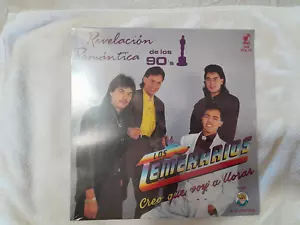 Revelación
Romántica
de los
90's
LOS
TEMERARIOS
Creo que voy a llorar